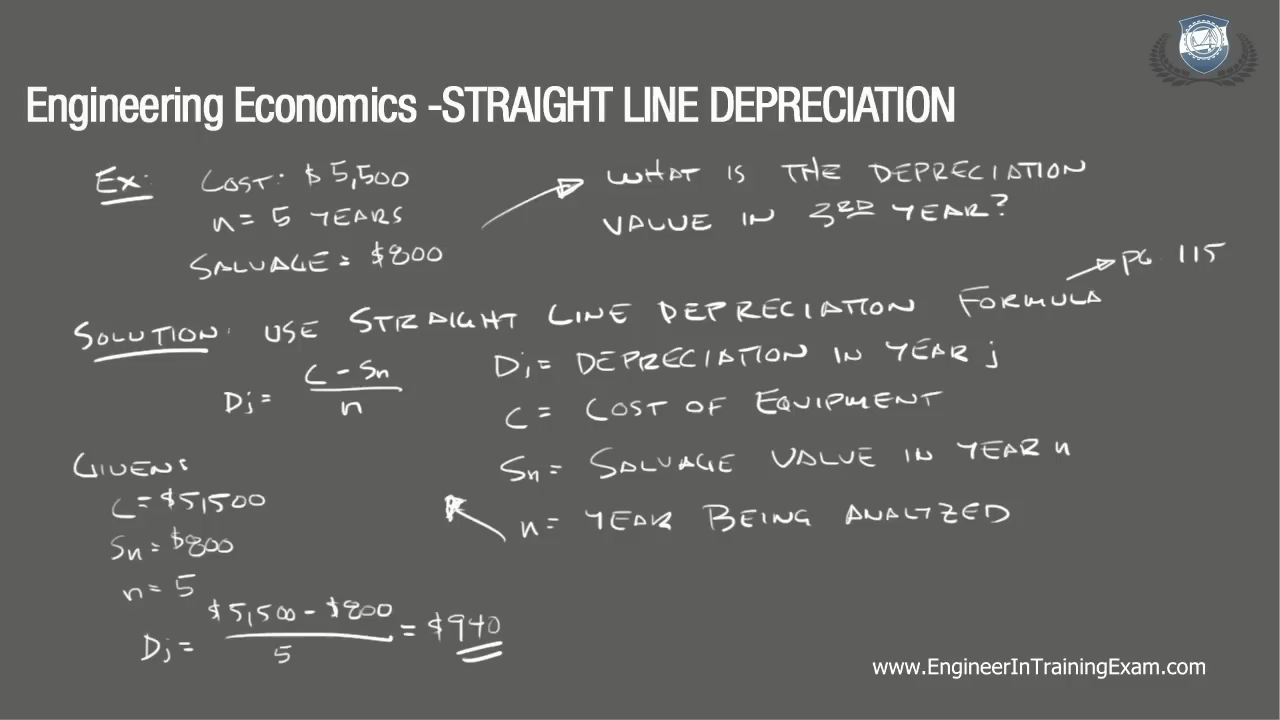 Engineering Economics -STRAIGHT LINE DEPRECIATION
Ex: COST: $5,500
n = 5 YEARS
SALVAGE = $800
WHAT IS THE DEPRECIATION
VALUE IN 3RD YEAR?
PG 115
SOLUTION: USE STRAIGHT LINE DEPRECIATION FORMULA
Dj = (C - Sn) / n
Dj = DEPRECIATION IN YEAR j
C = COST OF EQUIPMENT
Sn = SALVAGE VALUE IN YEAR n
n = YEAR BEING ANALYZED
GIVEN:
C = $5,500
Sn = $800
n = 5
Dj = ($5,500 - $800) / 5 = $940
www.EngineerInTrainingExam.com